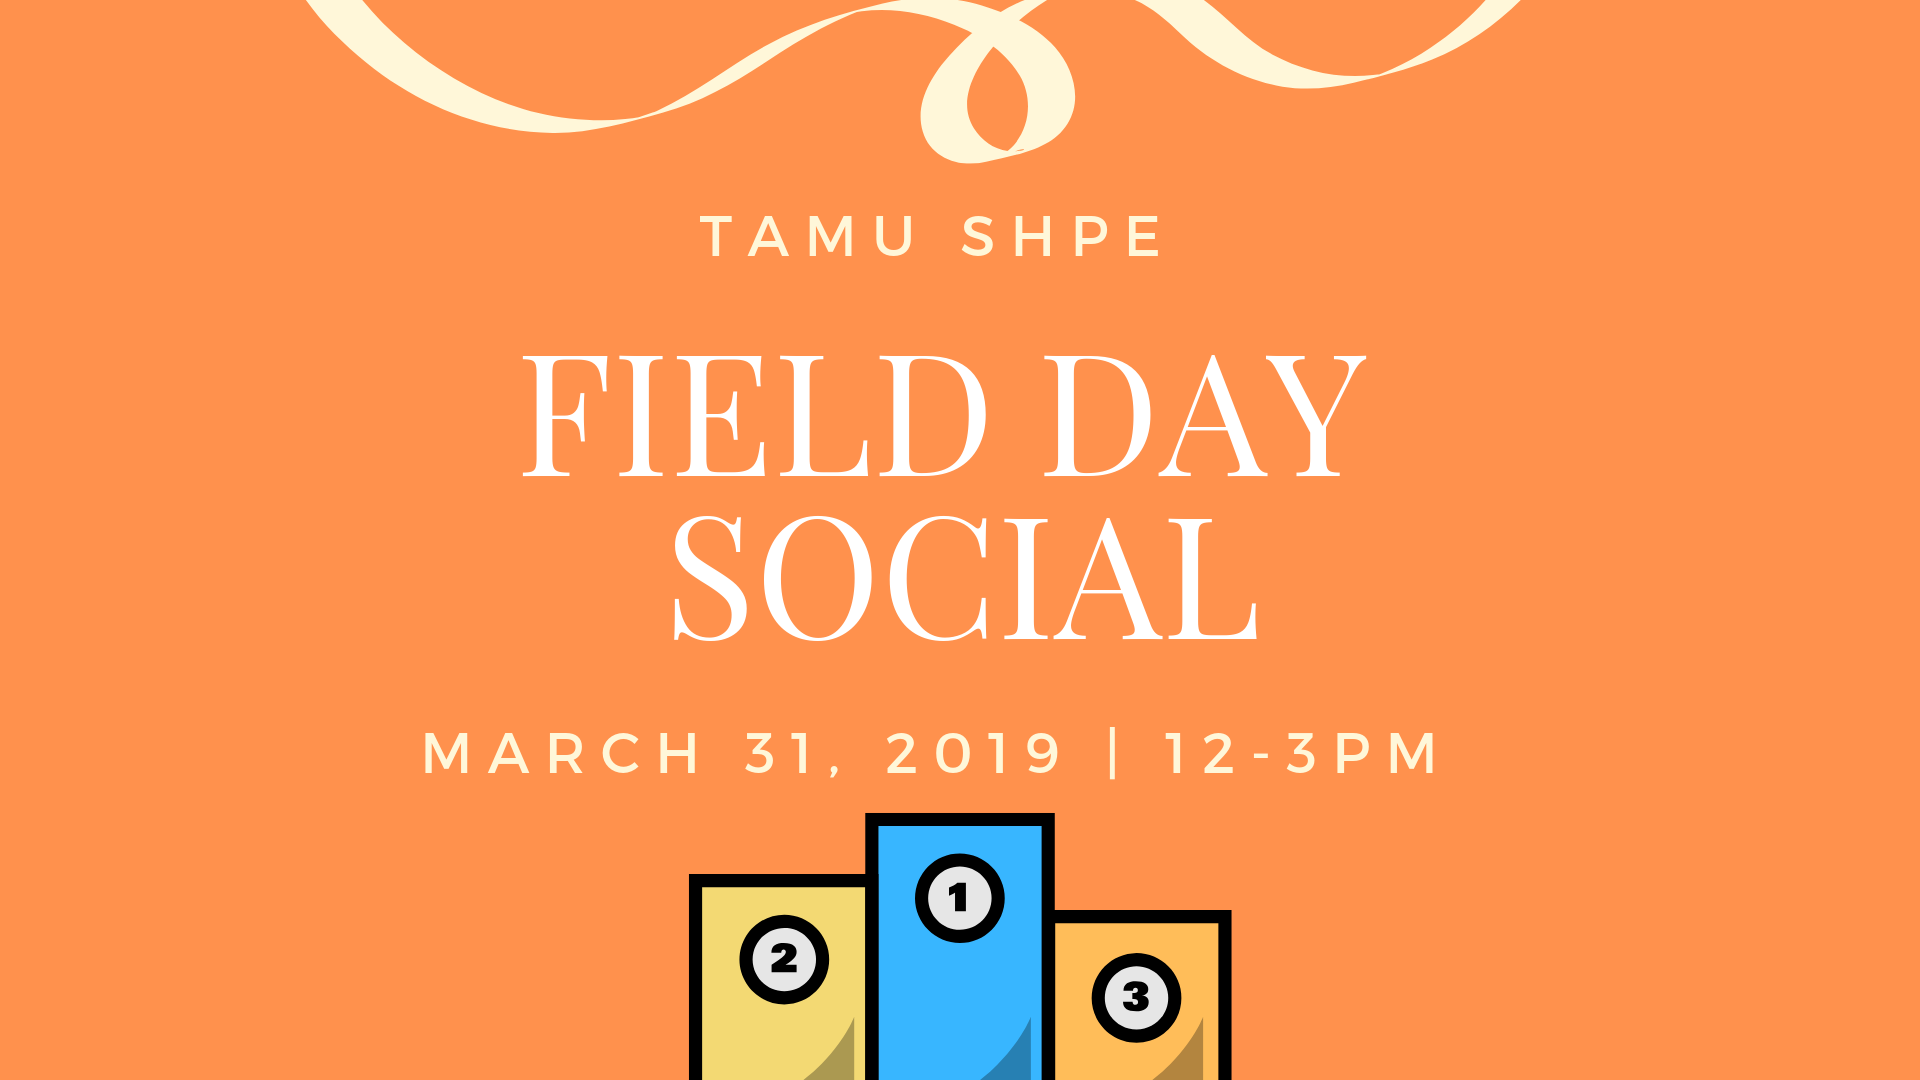 TAMU SHPE
FIELD DAY
SOCIAL
MARCH 31, 2019 | 12-3PM
1
2
3